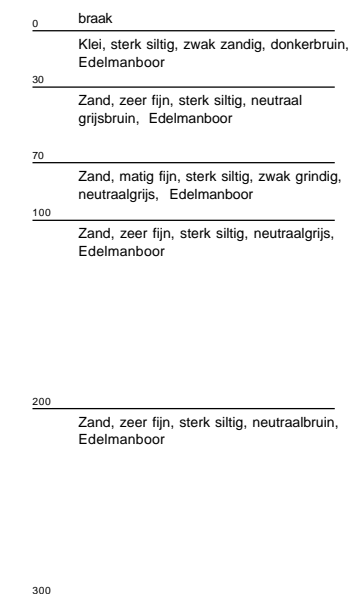 0 braak
Klei, sterk siltig, zwak zandig, donkerbruin,
Edelmanboor
30
Zand, zeer fijn, sterk siltig, neutraal
grijsbruin, Edelmanboor
70
Zand, matig fijn, sterk siltig, zwak grindig,
neutraalgrijs, Edelmanboor
100
Zand, zeer fijn, sterk siltig, neutraalgrijs,
Edelmanboor
200
Zand, zeer fijn, sterk siltig, neutraalbruin,
Edelmanboor
300